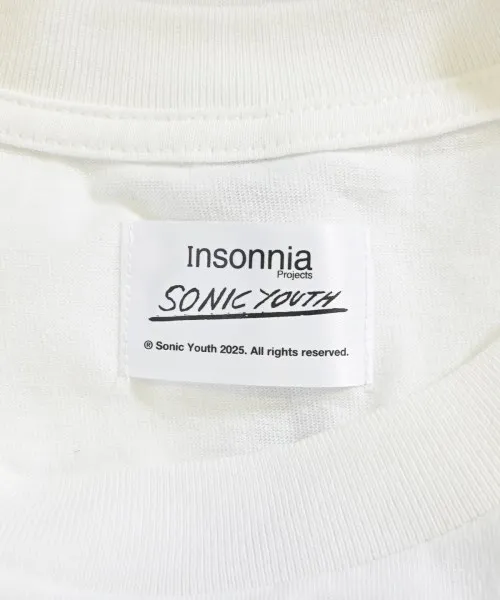 Insonnia
Projects
SONIC YOUTH
® Sonic Youth 2025. All rights reserved.